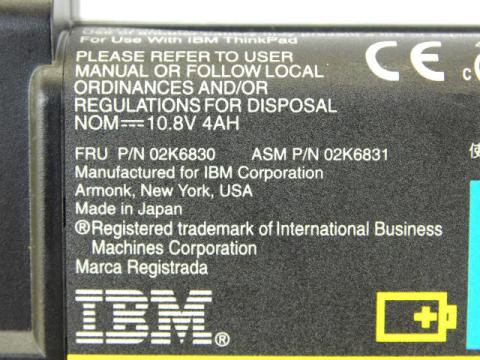 For Use With IBM ThinkPad
PLEASE REFER TO USER
MANUAL OR FOLLOW LOCAL
ORDINANCES AND/OR
REGULATIONS FOR DISPOSAL
NOM⎓10.8V 4AH
CE
c
FRU P/N 02K6830 ASM P/N 02K6831
使
Manufactured for IBM Corporation
Armonk, New York, USA
Made in Japan
®Registered trademark of International Business
Machines Corporation
Marca Registrada
IBM®